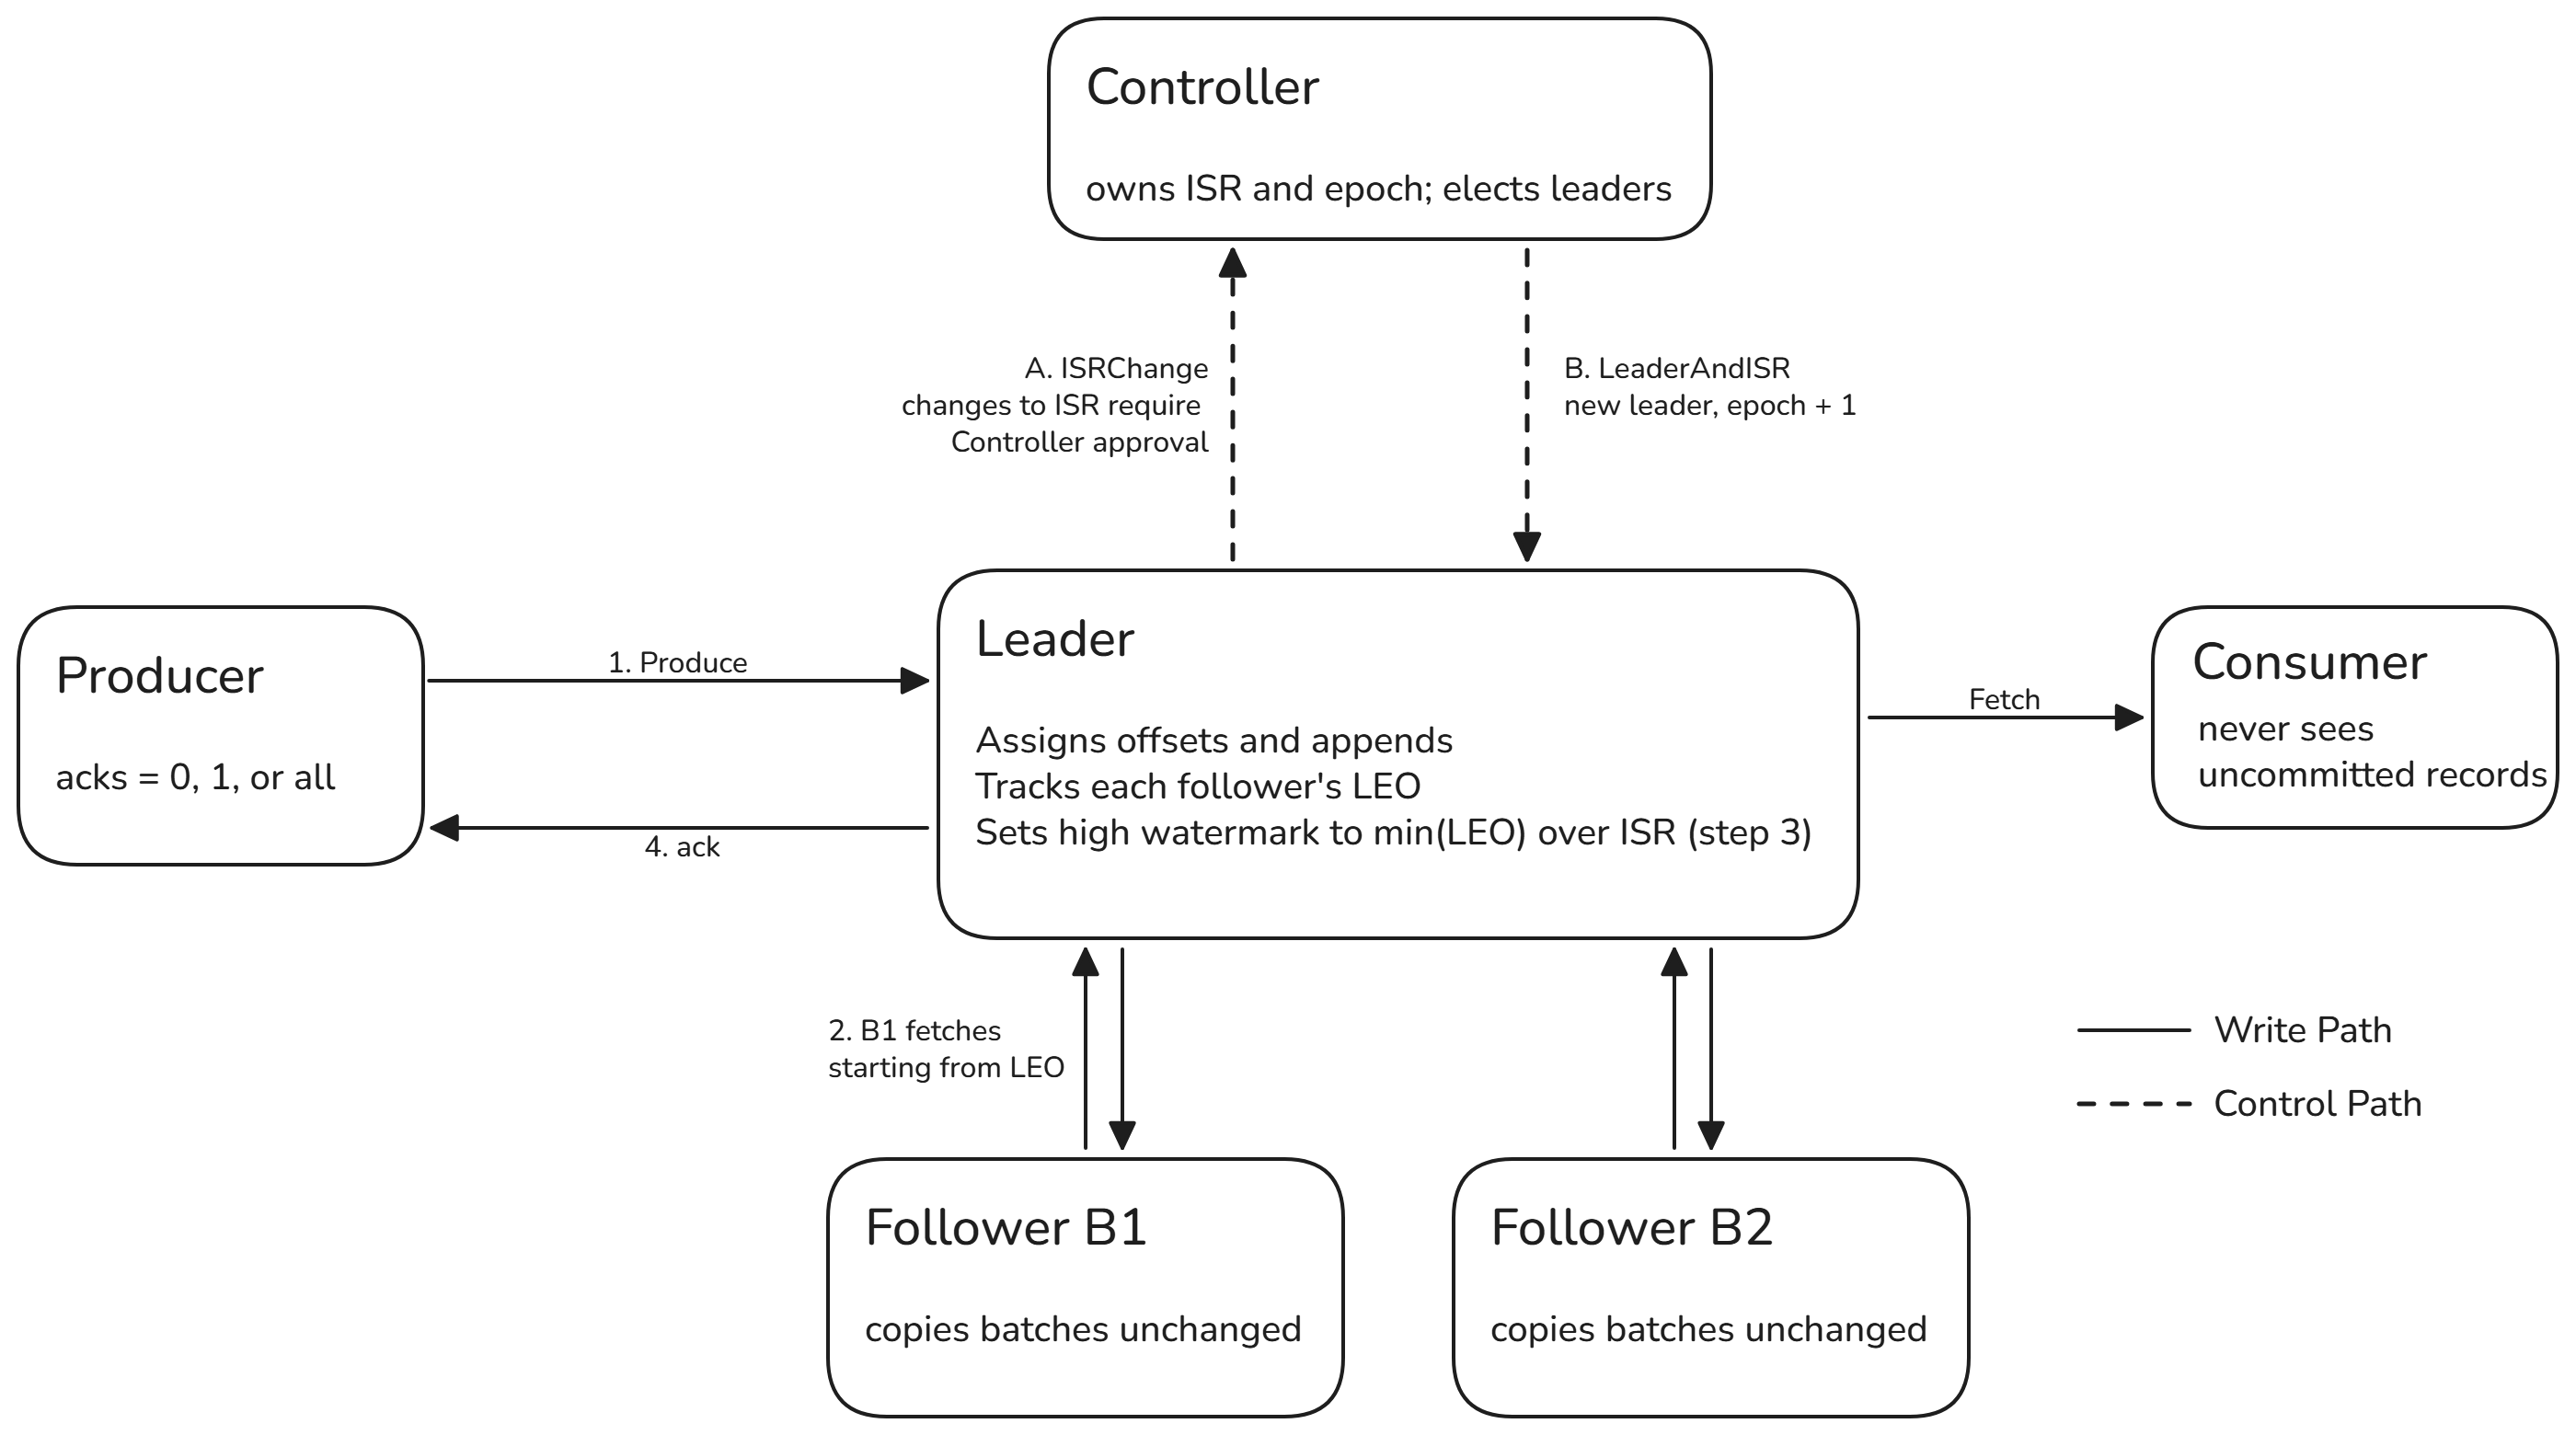 Controller
owns ISR and epoch; elects leaders
A. ISRChange
changes to ISR require
Controller approval
B. LeaderAndISR
new leader, epoch + 1
Producer
acks = 0, 1, or all
1. Produce
4. ack
Leader
Assigns offsets and appends
Tracks each follower's LEO
Sets high watermark to min(LEO) over ISR (step 3)
Fetch
Consumer
never sees
uncommitted records
2. B1 fetches
starting from LEO
Write Path
Control Path
Follower B1
copies batches unchanged
Follower B2
copies batches unchanged